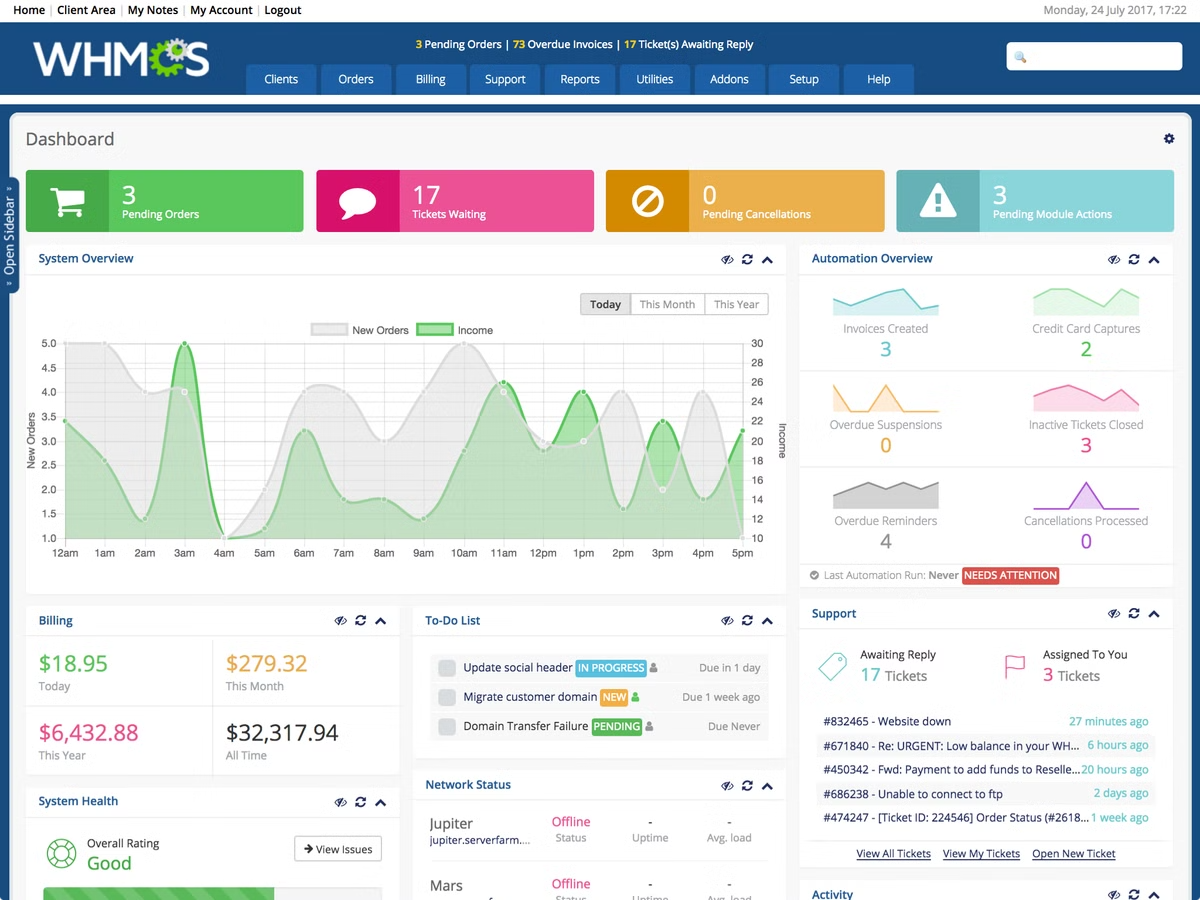 Home | Client Area | My Notes | My Account | Logout
Monday, 24 July 2017, 17:22
WHMCS
3 Pending Orders | 73 Overdue Invoices | 17 Ticket(s) Awaiting Reply
Clients Orders Billing Support Reports Utilities Addons Setup Help
Dashboard
» Open Sidebar »
3
Pending Orders
17
Tickets Waiting
0
Pending Cancellations
3
Pending Module Actions
System Overview
Today This Month This Year
New Orders Income
New Orders
5.0
4.5
4.0
3.5
3.0
2.5
2.0
1.5
1.0
30
28
26
24
22
20
18
16
14
12
10
Income
12am 1am 2am 3am 4am 5am 6am 7am 8am 9am 10am 11am 12pm 1pm 2pm 3pm 4pm 5pm
Automation Overview
Invoices Created
3
Credit Card Captures
2
Overdue Suspensions
0
Inactive Tickets Closed
3
Overdue Reminders
4
Cancellations Processed
0
Last Automation Run: Never NEEDS ATTENTION
Billing
$18.95
Today
$279.32
This Month
$6,432.88
This Year
$32,317.94
All Time
To-Do List
Update social header IN PROGRESS Due in 1 day
Migrate customer domain NEW Due 1 week ago
Domain Transfer Failure PENDING Due Never
Support
Awaiting Reply
17 Tickets
Assigned To You
3 Tickets
#832465 - Website down 27 minutes ago
#671840 - Re: URGENT: Low balance in your WH... 6 hours ago
#450342 - Fwd: Payment to add funds to Reselle... 20 hours ago
#686238 - Unable to connect to ftp 2 days ago
#474247 - [Ticket ID: 224546] Order Status (#2618... 1 week ago
View All Tickets View My Tickets Open New Ticket
System Health
Overall Rating
Good
View Issues
Network Status
Jupiter
jupiter.serverfarm....
Offline
Status
-
Uptime
-
Avg. load
Mars
Offline
Status
-
Uptime
-
Avg. load
Activity